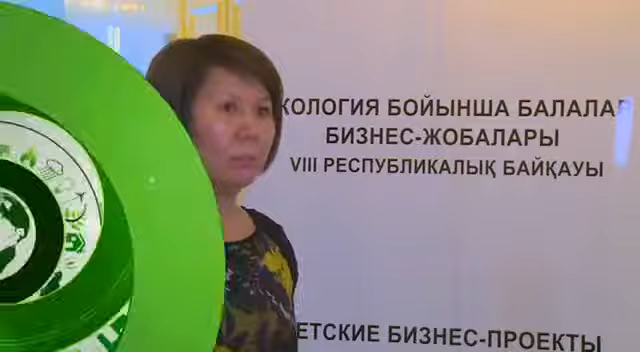 КОЛОГИЯ БОЙЫНША БАЛАЛАР
БИЗНЕС-ЖОБАЛАРЫ
VIII РЕСПУБЛИКАЛЫҚ БАЙҚАУЫ
ЕТСКИЕ БИЗНЕС-ПРОЕКТЫ